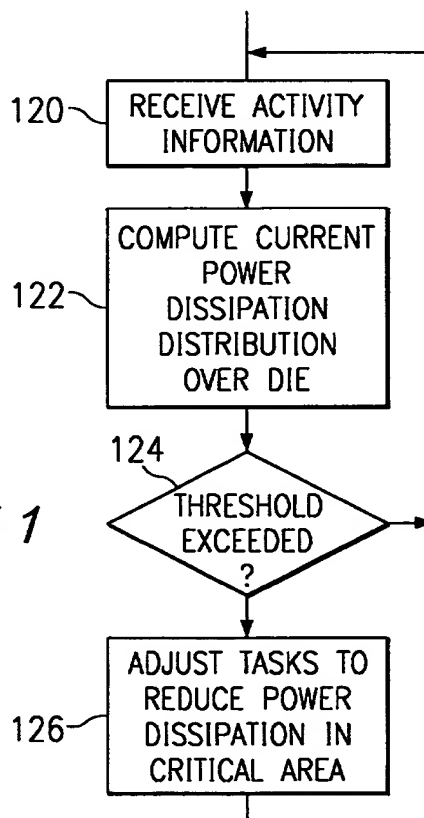 120
RECEIVE ACTIVITY
INFORMATION
122
COMPUTE CURRENT
POWER
DISSIPATION
DISTRIBUTION
OVER DIE
124
THRESHOLD
EXCEEDED
?
1
126
ADJUST TASKS TO
REDUCE POWER
DISSIPATION IN
CRITICAL AREA